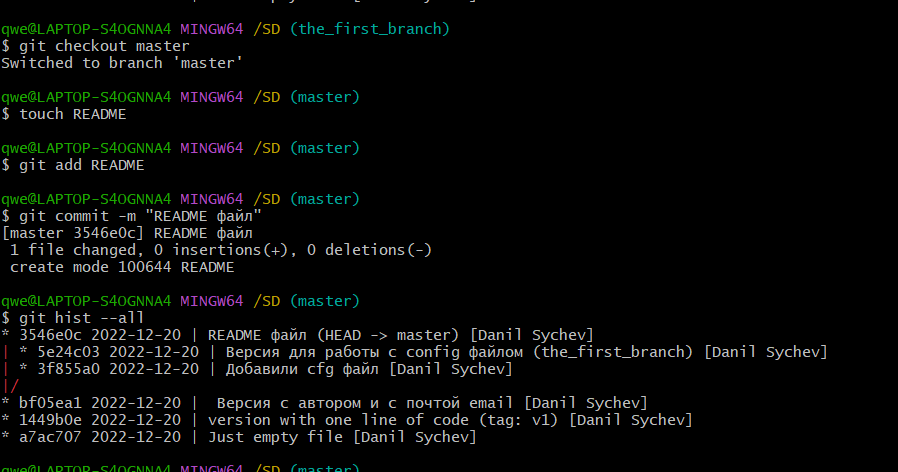 qwe@LAPTOP-S4OGNNA4 MINGW64 /SD (the_first_branch)
$ git checkout master
Switched to branch 'master'
qwe@LAPTOP-S4OGNNA4 MINGW64 /SD (master)
$ touch README
qwe@LAPTOP-S4OGNNA4 MINGW64 /SD (master)
$ git add README
qwe@LAPTOP-S4OGNNA4 MINGW64 /SD (master)
$ git commit -m "README файл"
[master 3546e0c] README файл
 1 file changed, 0 insertions(+), 0 deletions(-)
 create mode 100644 README
qwe@LAPTOP-S4OGNNA4 MINGW64 /SD (master)
$ git hist --all
* 3546e0c 2022-12-20 | README файл (HEAD -> master) [Danil Sychev]
| * 5e24c03 2022-12-20 | Версия для работы с config файлом (the_first_branch) [Danil Sychev]
| * 3f855a0 2022-12-20 | Добавили cfg файл [Danil Sychev]
|/
* bf05ea1 2022-12-20 |  Версия с автором и с почтой email [Danil Sychev]
* 1449b0e 2022-12-20 | version with one line of code (tag: v1) [Danil Sychev]
* a7ac707 2022-12-20 | Just empty file [Danil Sychev]
qwe@LAPTOP-S4OGNNA4 MINGW64 /SD (master)